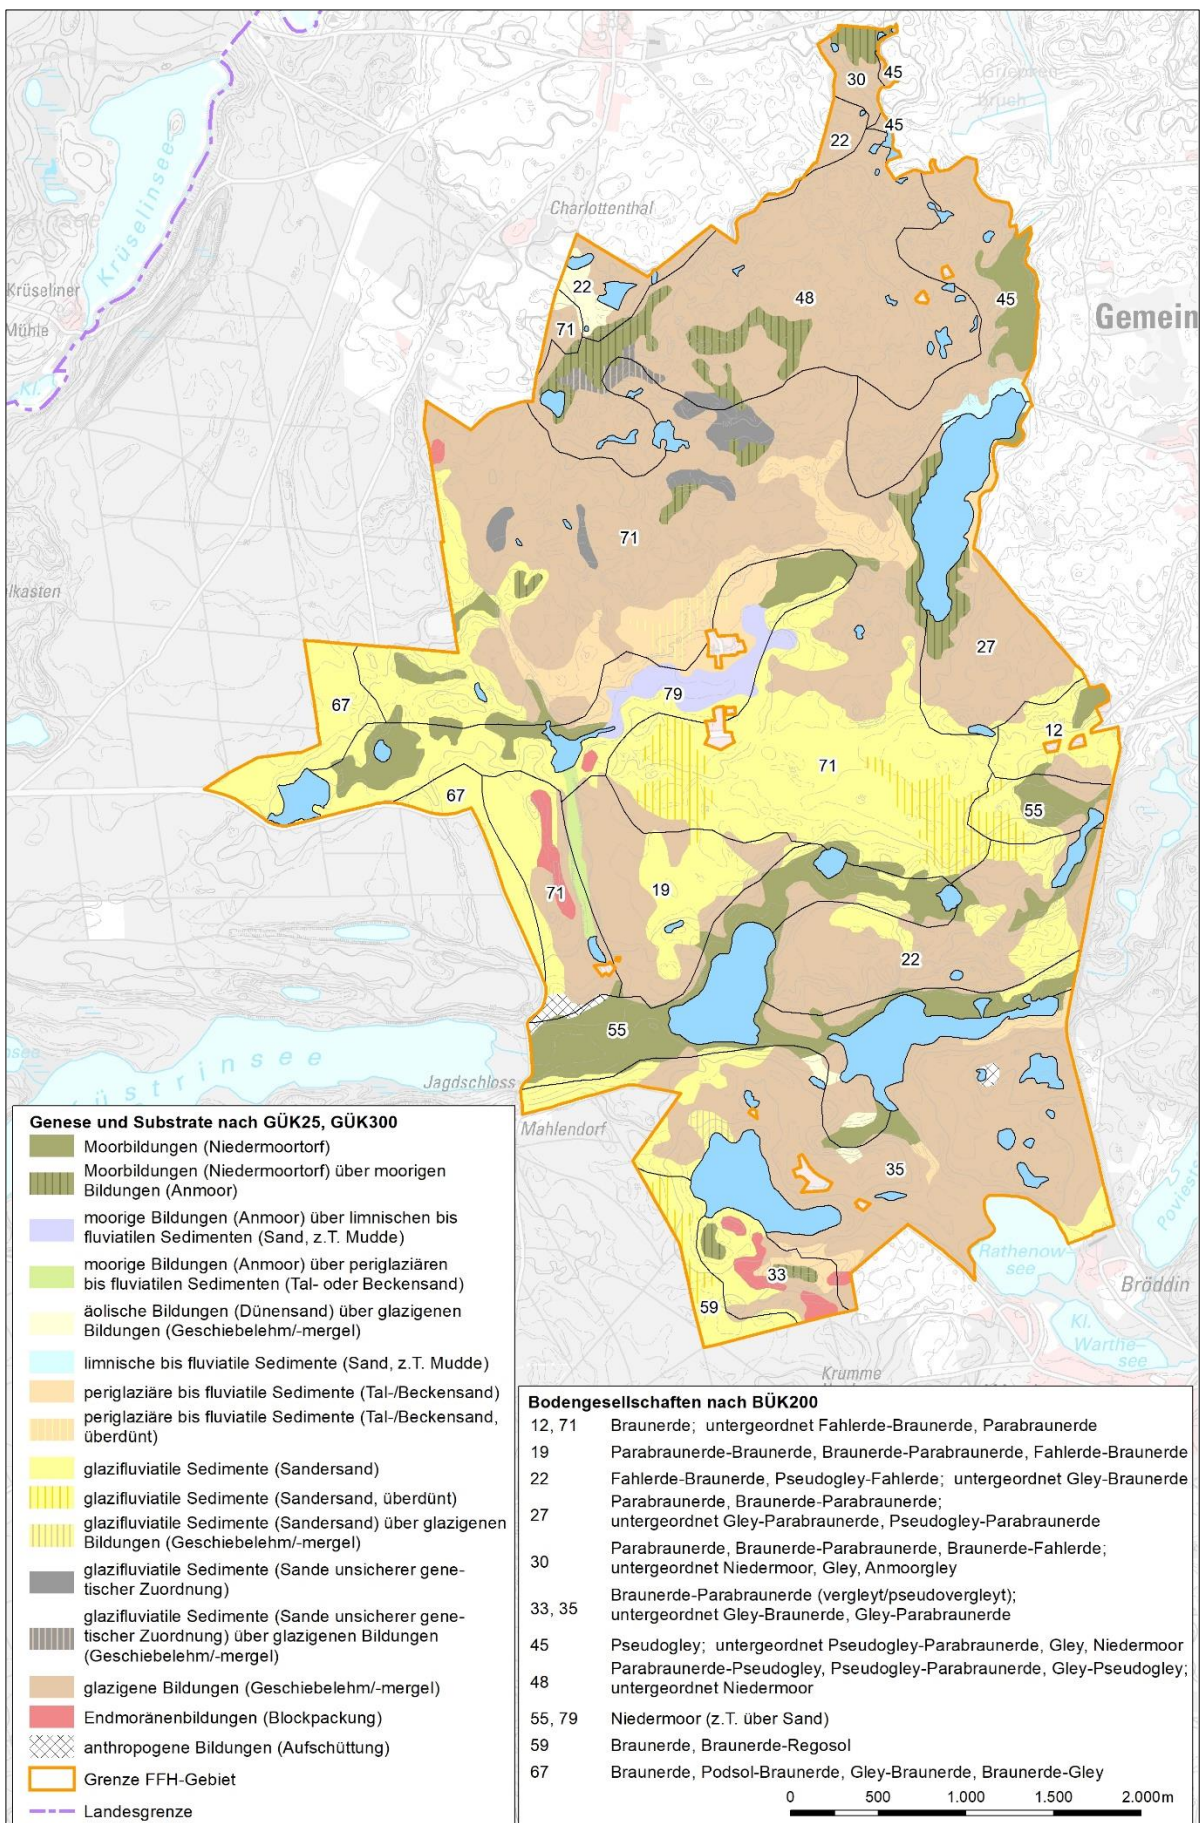 30
45
Griepsen
bruch
45
22
Charlottenthal
Krüselinsee
Krüseliner
Mühle
Kl.
22
48
45
Gemein
71
71
lkasten
27
79
67
12
71
67
55
71
19
22
55
Küstrinsee
Jagdschloss
Mahlendorf
35
Rathenow-
see
33
59
Bröddin
Kl.
Warthe-
see
Krumme
Genese und Substrate nach GÜK25, GÜK300
Moorbildungen (Niedermoortorf)
Moorbildungen (Niedermoortorf) über moorigen
Bildungen (Anmoor)
moorige Bildungen (Anmoor) über limnischen bis
fluviatilen Sedimenten (Sand, z.T. Mudde)
moorige Bildungen (Anmoor) über periglaziären
bis fluviatilen Sedimenten (Tal- oder Beckensand)
äolische Bildungen (Dünensand) über glazigenen
Bildungen (Geschiebelehm/-mergel)
limnische bis fluviatile Sedimente (Sand, z.T. Mudde)
periglaziäre bis fluviatile Sedimente (Tal-/Beckensand)
periglaziäre bis fluviatile Sedimente (Tal-/Beckensand,
überdünt)
glazifluviatile Sedimente (Sandersand)
glazifluviatile Sedimente (Sandersand, überdünt)
glazifluviatile Sedimente (Sandersand) über glazigenen
Bildungen (Geschiebelehm/-mergel)
glazifluviatile Sedimente (Sande unsicherer gene-
tischer Zuordnung)
glazifluviatile Sedimente (Sande unsicherer gene-
tischer Zuordnung) über glazigenen Bildungen
(Geschiebelehm/-mergel)
glazigene Bildungen (Geschiebelehm/-mergel)
Endmoränenbildungen (Blockpackung)
anthropogene Bildungen (Aufschüttung)
Grenze FFH-Gebiet
Landesgrenze
Bodengesellschaften nach BÜK200
12, 71 Braunerde; untergeordnet Fahlerde-Braunerde, Parabraunerde
19 Parabraunerde-Braunerde, Braunerde-Parabraunerde, Fahlerde-Braunerde
22 Fahlerde-Braunerde, Pseudogley-Fahlerde; untergeordnet Gley-Braunerde
27 Parabraunerde, Braunerde-Parabraunerde;
untergeordnet Gley-Parabraunerde, Pseudogley-Parabraunerde
30 Parabraunerde, Braunerde-Parabraunerde, Braunerde-Fahlerde;
untergeordnet Niedermoor, Gley, Anmoorgley
33, 35 Braunerde-Parabraunerde (vergleyt/pseudovergleyt);
untergeordnet Gley-Braunerde, Gley-Parabraunerde
45 Pseudogley; untergeordnet Pseudogley-Parabraunerde, Gley, Niedermoor
48 Parabraunerde-Pseudogley, Pseudogley-Parabraunerde, Gley-Pseudogley;
untergeordnet Niedermoor
55, 79 Niedermoor (z.T. über Sand)
59 Braunerde, Braunerde-Regosol
67 Braunerde, Podsol-Braunerde, Gley-Braunerde, Braunerde-Gley
0 500 1.000 1.500 2.000 m